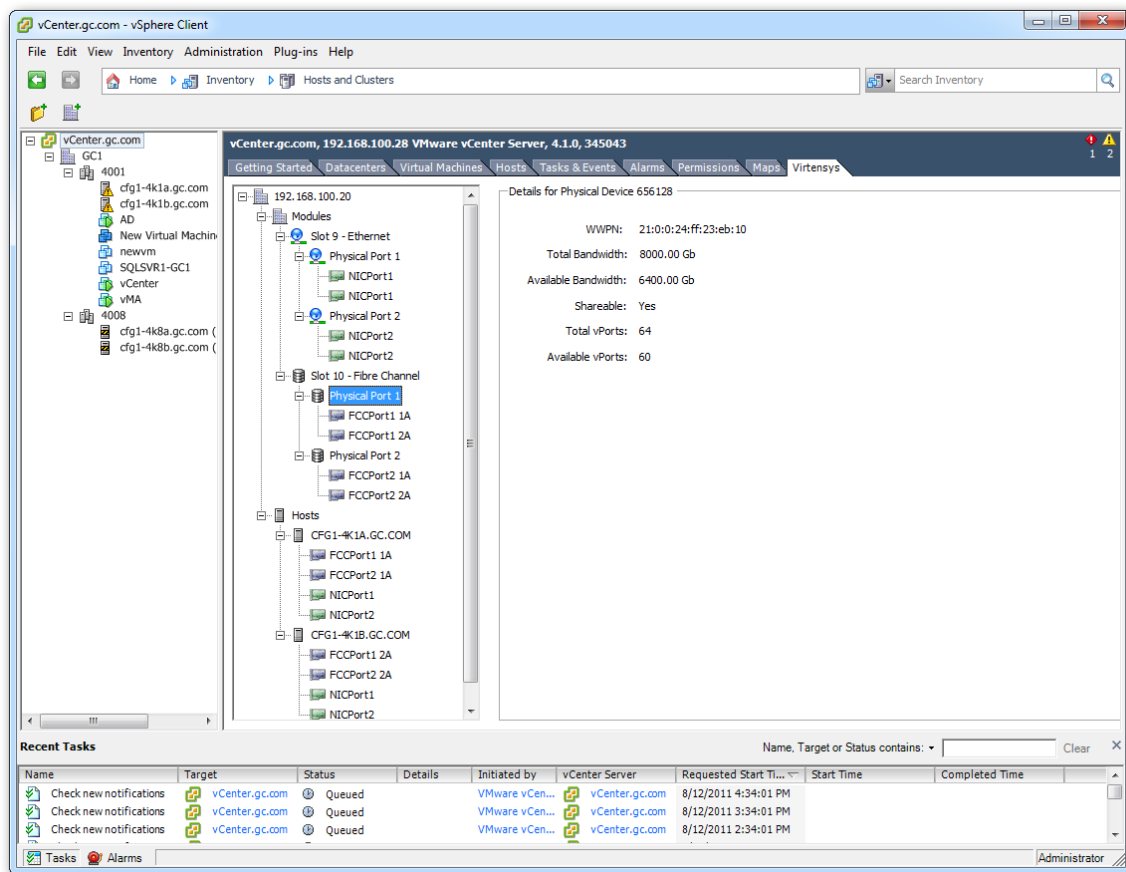 vCenter.gc.com - vSphere Client
File Edit View Inventory Administration Plug-ins Help
Home Inventory Hosts and Clusters
Search Inventory
vCenter.gc.com
GC1
4001
cfg1-4k1a.gc.com
cfg1-4k1b.gc.com
AD
New Virtual Machin
newvm
SQLSVR1-GC1
vCenter
vMA
4008
cfg1-4k8a.gc.com (
cfg1-4k8b.gc.com (
vCenter.gc.com, 192.168.100.28 VMware vCenter Server, 4.1.0, 345043
1 2
Getting Started Datacenters Virtual Machines Hosts Tasks & Events Alarms Permissions Maps Virtensys
192.168.100.20
Modules
Slot 9 - Ethernet
Physical Port 1
NICPort1
NICPort1
Physical Port 2
NICPort2
NICPort2
Slot 10 - Fibre Channel
Physical Port 1
FCCPort1 1A
FCCPort1 2A
Physical Port 2
FCCPort2 1A
FCCPort2 2A
Hosts
CFG1-4K1A.GC.COM
FCCPort1 1A
FCCPort2 1A
NICPort1
NICPort2
CFG1-4K1B.GC.COM
FCCPort1 2A
FCCPort2 2A
NICPort1
NICPort2
Details for Physical Device 656128
WWPN: 21:0:0:24:ff:23:eb:10
Total Bandwidth: 8000.00 Gb
Available Bandwidth: 6400.00 Gb
Shareable: Yes
Total vPorts: 64
Available vPorts: 60
Recent Tasks
Name, Target or Status contains: Clear
Name Target Status Details Initiated by vCenter Server Requested Start Ti... Start Time Completed Time
Check new notifications vCenter.gc.com Queued VMware vCen... vCenter.gc.com 8/12/2011 4:34:01 PM
Check new notifications vCenter.gc.com Queued VMware vCen... vCenter.gc.com 8/12/2011 3:34:01 PM
Check new notifications vCenter.gc.com Queued VMware vCen... vCenter.gc.com 8/12/2011 2:34:01 PM
Tasks Alarms Administrator